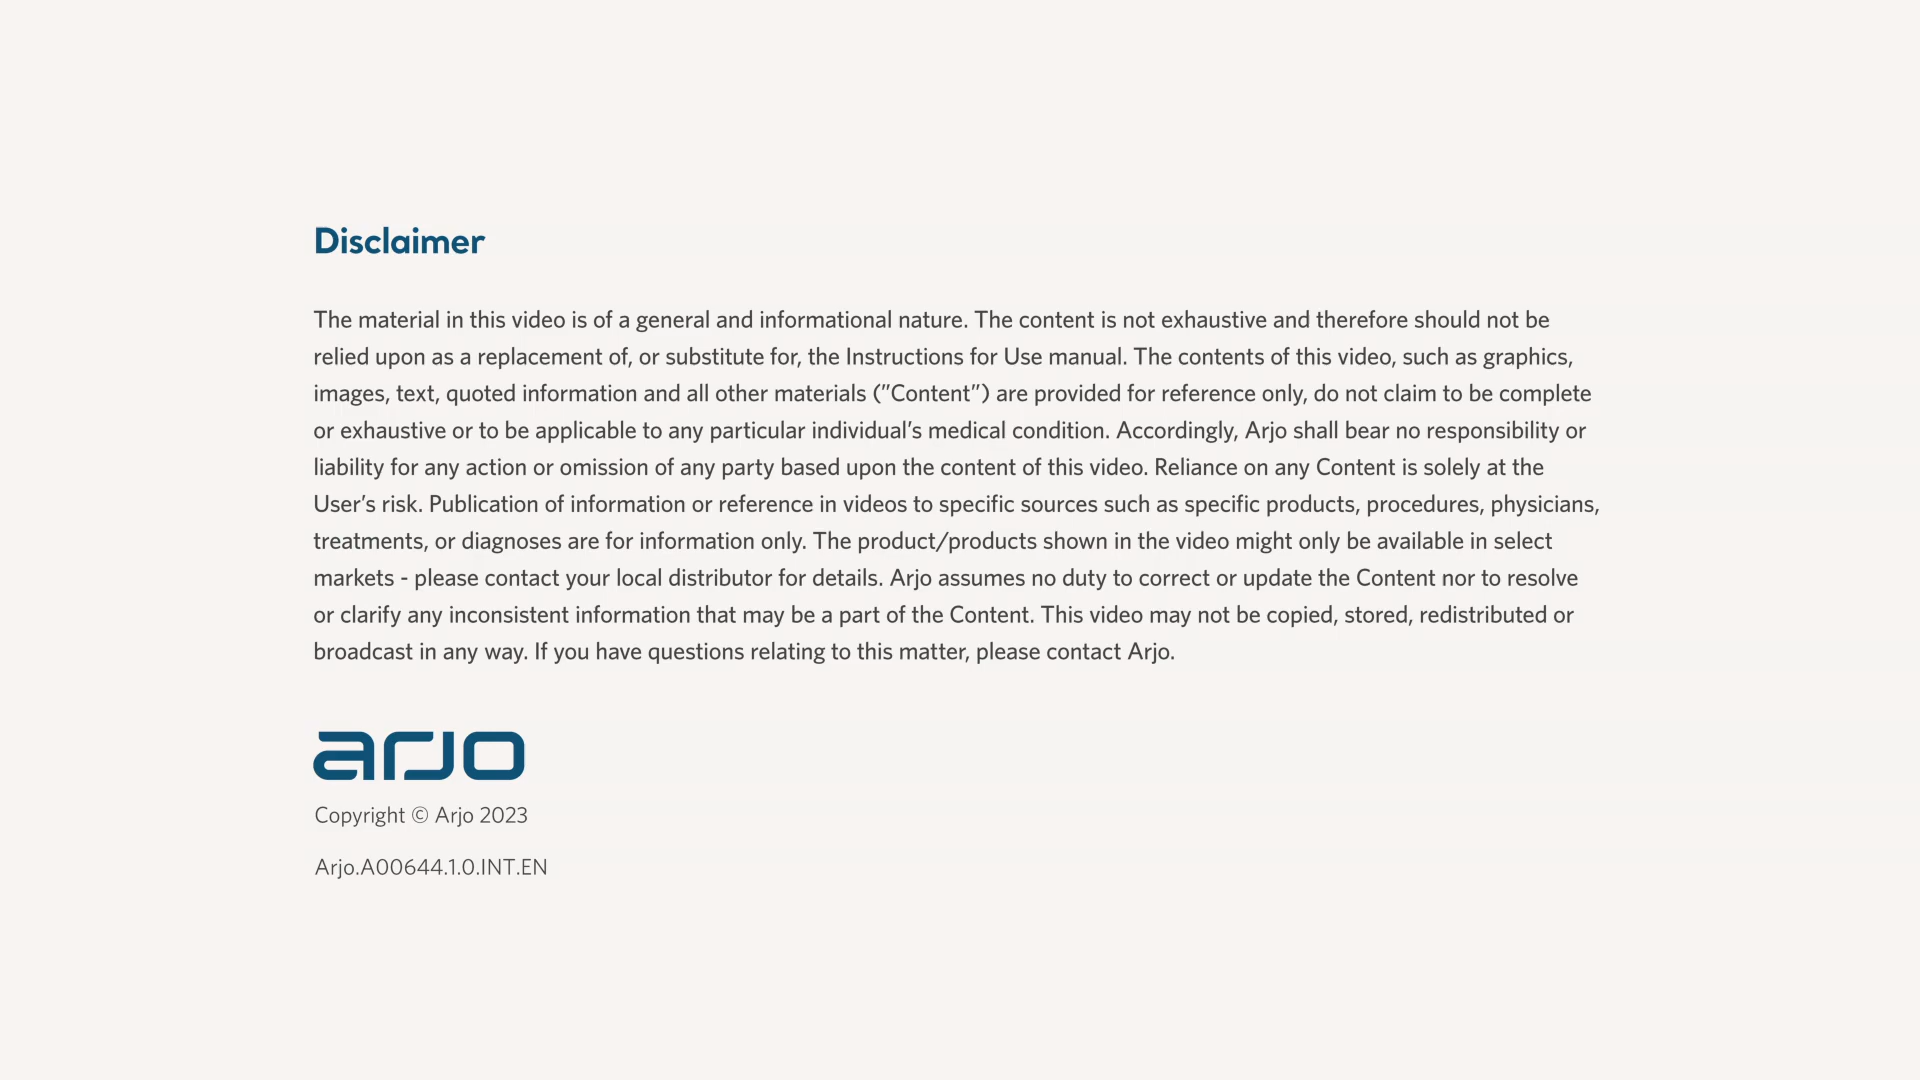 Disclaimer
The material in this video is of a general and informational nature. The content is not exhaustive and therefore should not be
relied upon as a replacement of, or substitute for, the Instructions for Use manual. The contents of this video, such as graphics,
images, text, quoted information and all other materials (”Content”) are provided for reference only, do not claim to be complete
or exhaustive or to be applicable to any particular individual’s medical condition. Accordingly, Arjo shall bear no responsibility or
liability for any action or omission of any party based upon the content of this video. Reliance on any Content is solely at the
User’s risk. Publication of information or reference in videos to specific sources such as specific products, procedures, physicians,
treatments, or diagnoses are for information only. The product/products shown in the video might only be available in select
markets - please contact your local distributor for details. Arjo assumes no duty to correct or update the Content nor to resolve
or clarify any inconsistent information that may be a part of the Content. This video may not be copied, stored, redistributed or
broadcast in any way. If you have questions relating to this matter, please contact Arjo.
arjo
Copyright © Arjo 2023
Arjo.A00644.1.0.INT.EN